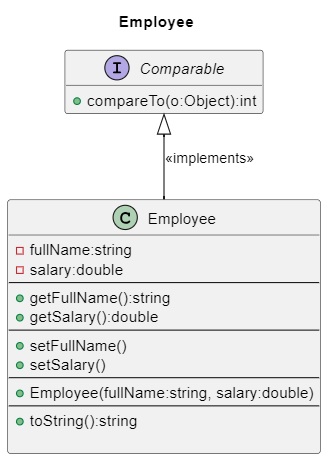 Employee
I Comparable
compareTo(o:Object):int
«implements»
C Employee
fullName:string
salary:double
getFullName():string
getSalary():double
setFullName()
setSalary()
Employee(fullName:string, salary:double)
toString():string